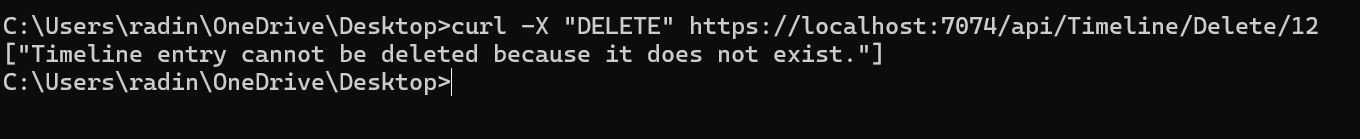 C:\Users\radin\OneDrive\Desktop>curl -X "DELETE" https://localhost:7074/api/Timeline/Delete/12
["Timeline entry cannot be deleted because it does not exist."]
C:\Users\radin\OneDrive\Desktop>